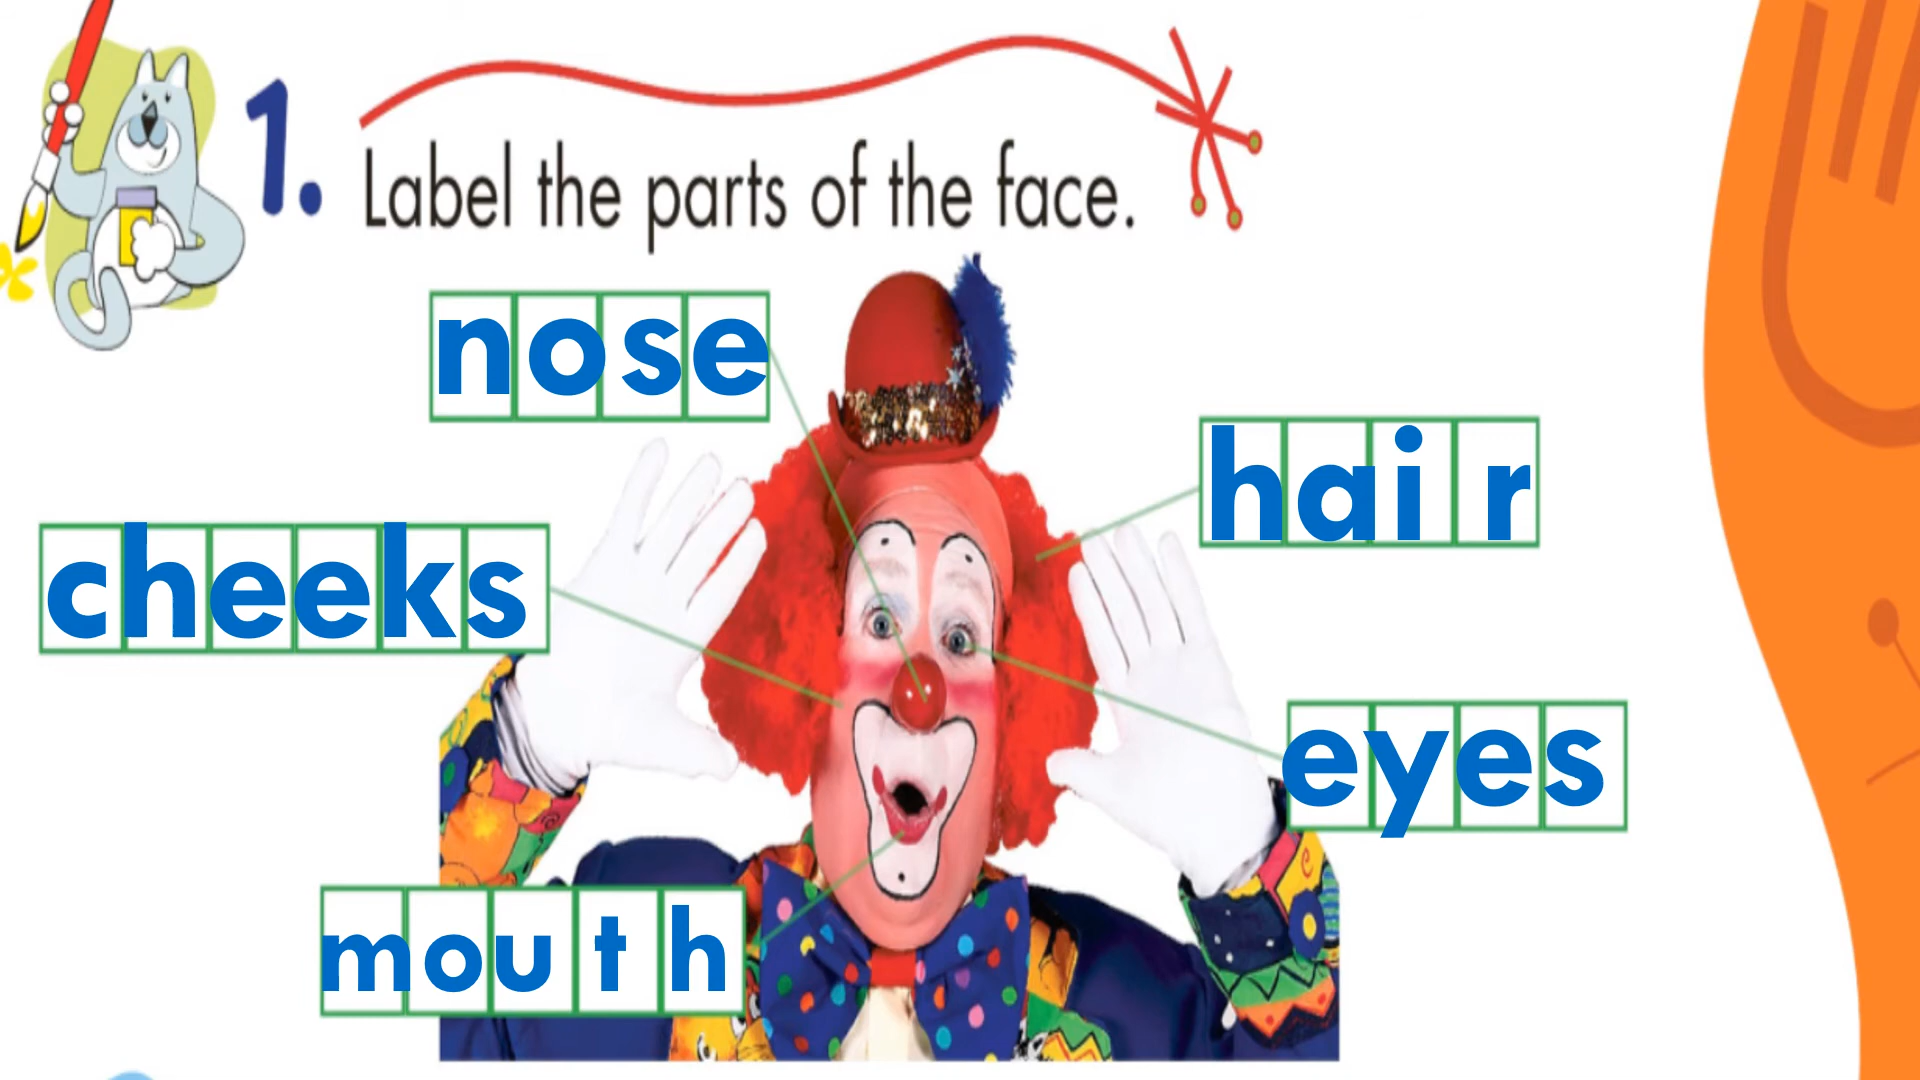 1.
Label the parts of the face.
nose
hair
cheeks
eyes
mouth